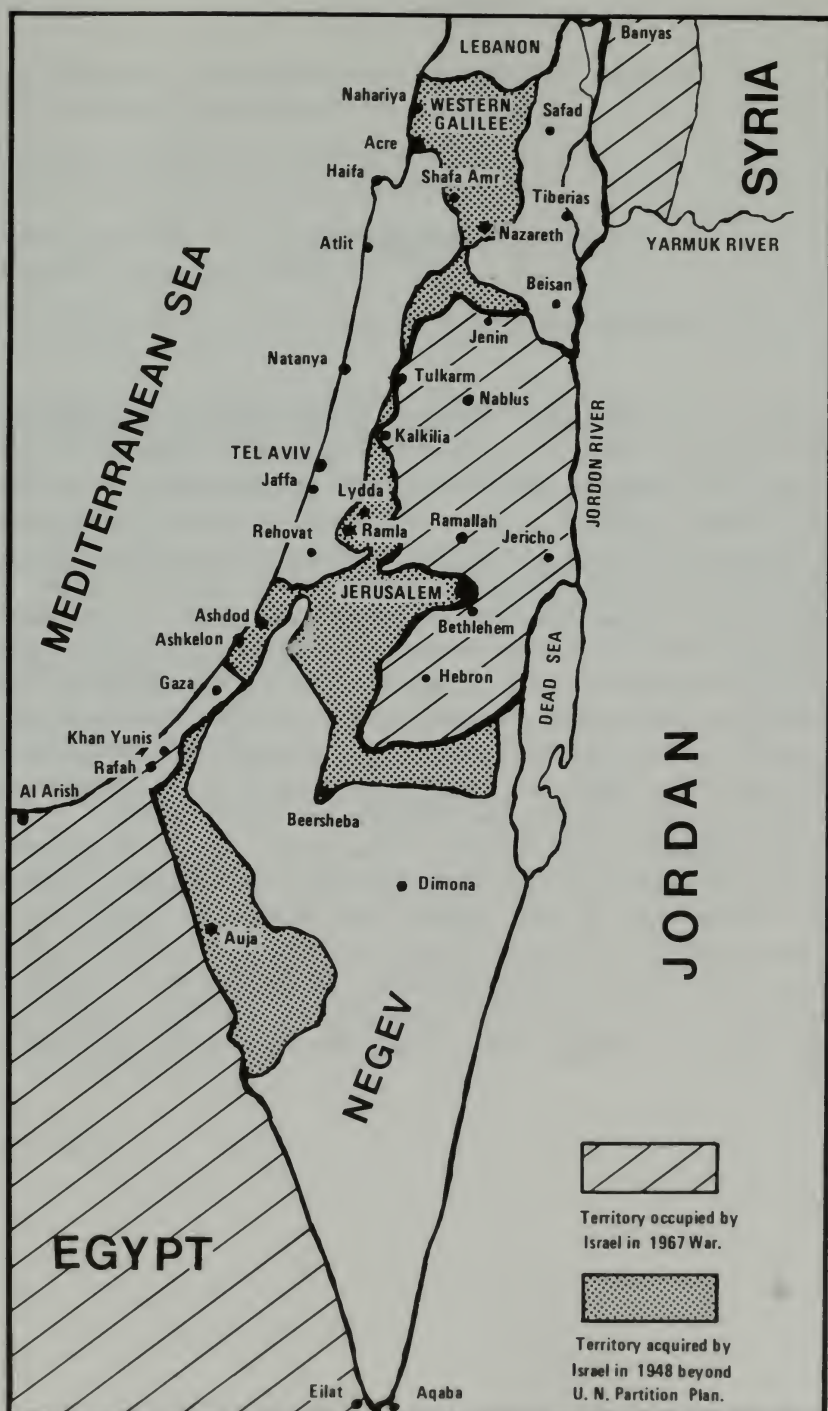 LEBANON
Banyas
Nahariya
WESTERN
GALILEE
Safad
SYRIA
Acre
Haifa
Shafa Amr
Tiberias
Nazareth
YARMUK RIVER
Atlit
Beisan
MEDITERRANEAN SEA
Jenin
Natanya
Tulkarm
Nablus
Kalkilia
JORDON RIVER
TEL AVIV
Jaffa
Lydda
Ramla
Ramallah
Rehovat
Jericho
JERUSALEM
Ashdod
Bethlehem
Ashkelon
DEAD SEA
Gaza
Hebron
Khan Yunis
Rafah
JORDAN
Al Arish
Beersheba
Dimona
Auja
NEGEV
Territory occupied by
Israel in 1967 War.
EGYPT
Territory acquired by
Israel in 1948 beyond
U. N. Partition Plan.
Eilat
Aqaba